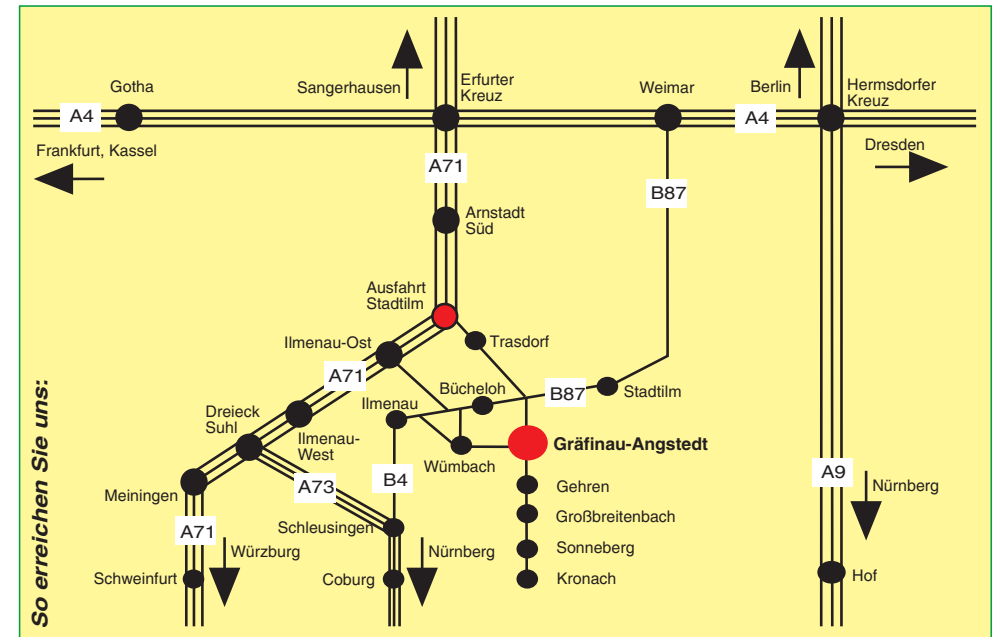 Gotha
Sangerhausen
Erfurter
Kreuz
Weimar
Berlin
Hermsdorfer
Kreuz
A4
A4
Frankfurt, Kassel
Dresden
A71
B87
Arnstadt
Süd
Ausfahrt
Stadtilm
Ilmenau-Ost
Trasdorf
A71
Bücheloh
B87
Stadtilm
Ilmenau
Dreieck
Suhl
Ilmenau-
West
Wümbach
Gräfinau-Angstedt
Meiningen
A73
B4
A9
Nürnberg
Gehren
Großbreitenbach
A71
Schleusingen
Würzburg
Nürnberg
Sonneberg
Schweinfurt
Coburg
Kronach
Hof
So erreichen Sie uns: